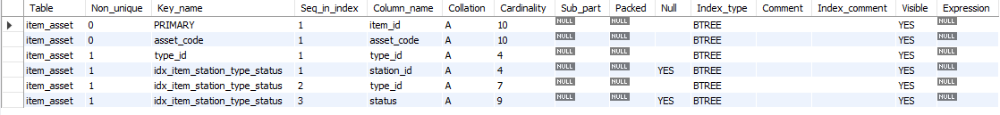 Table Non_unique Key_name Seq_in_index Column_name Collation Cardinality Sub_part Packed Null Index_type Comment Index_comment Visible Expression
item_asset 0 PRIMARY 1 item_id A 10 NULL NULL BTREE YES NULL
item_asset 0 asset_code 1 asset_code A 10 NULL NULL BTREE YES NULL
item_asset 1 type_id 1 type_id A 4 NULL NULL BTREE YES NULL
item_asset 1 idx_item_station_type_status 1 station_id A 4 NULL NULL YES BTREE YES NULL
item_asset 1 idx_item_station_type_status 2 type_id A 7 NULL NULL BTREE YES NULL
item_asset 1 idx_item_station_type_status 3 status A 9 NULL NULL YES BTREE YES NULL